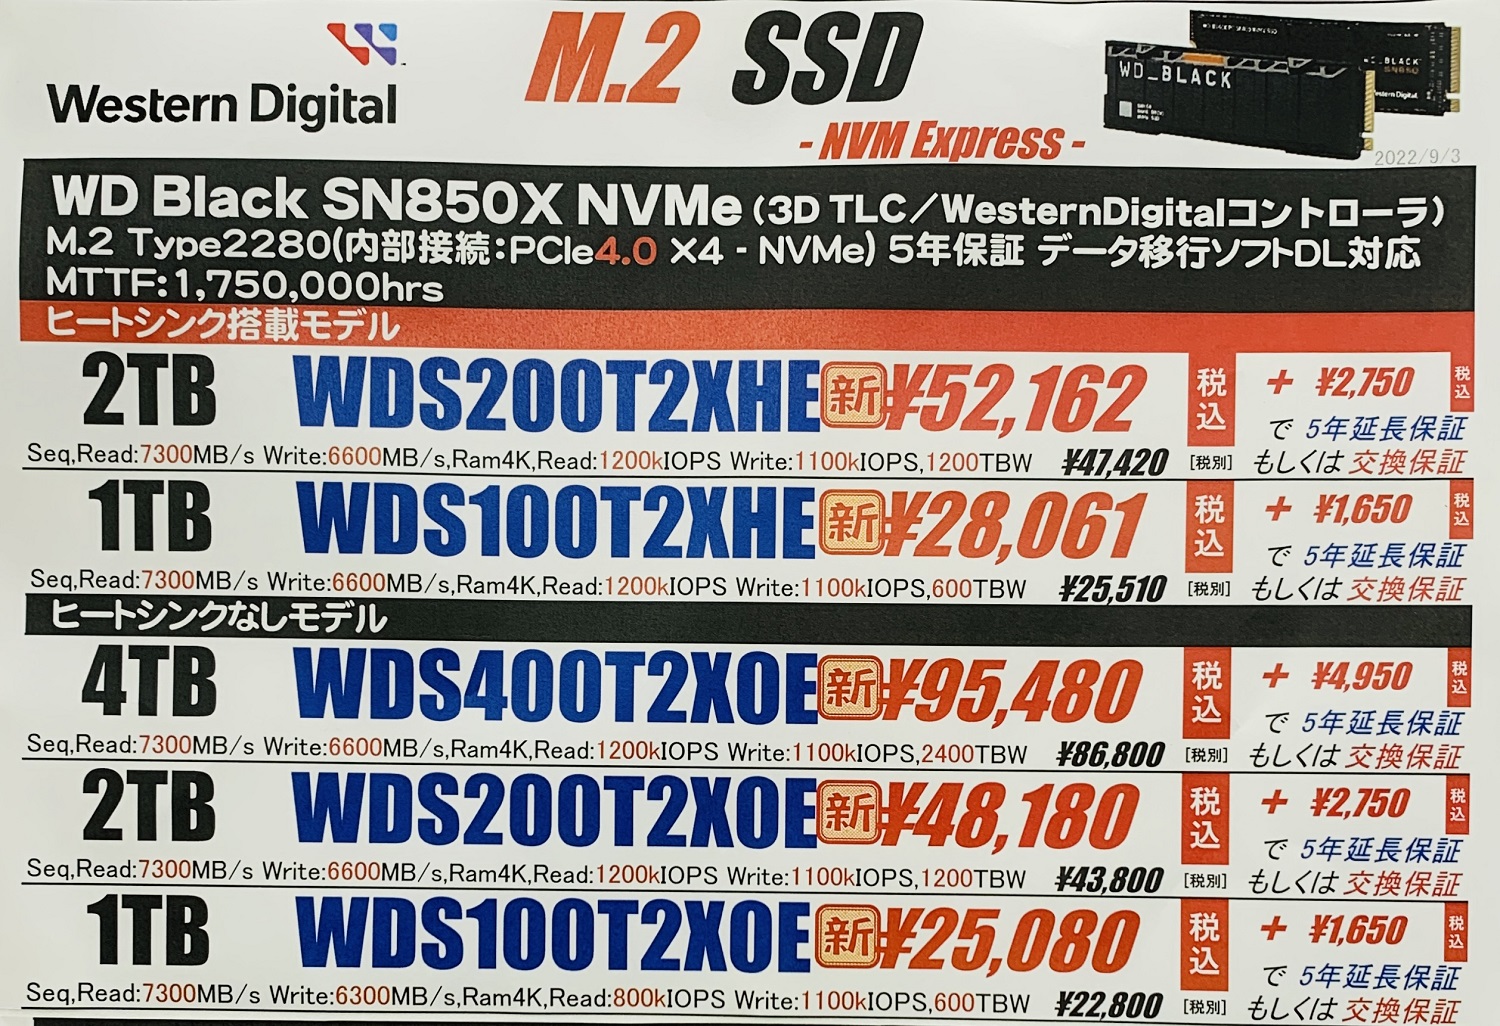 Western Digital
M.2 SSD
- NVM Express -
WD_BLACK
2022/9/3
WD Black SN850X NVMe (3D TLC/WesternDigitalコントローラ)
M.2 Type2280(内部接続:PCIe4.0 X4 - NVMe) 5年保証 データ移行ソフトDL対応
MTTF:1,750,000hrs
ヒートシンク搭載モデル
2TB WDS200T2XHE 新 ¥52,162 税込 + ¥2,750 税込
で 5年延長保証
Seq,Read:7300MB/s Write:6600MB/s,Ram4K,Read:1200kIOPS Write:1100kIOPS,1200TBW ¥47,420 [税別] もしくは 交換保証
1TB WDS100T2XHE 新 ¥28,061 税込 + ¥1,650 税込
で 5年延長保証
Seq,Read:7300MB/s Write:6600MB/s,Ram4K,Read:1200kIOPS Write:1100kIOPS,600TBW ¥25,510 [税別] もしくは 交換保証
ヒートシンクなしモデル
4TB WDS400T2X0E 新 ¥95,480 税込 + ¥4,950 税込
で 5年延長保証
Seq,Read:7300MB/s Write:6600MB/s,Ram4K,Read:1200kIOPS Write:1100kIOPS,2400TBW ¥86,800 [税別] もしくは 交換保証
2TB WDS200T2X0E 新 ¥48,180 税込 + ¥2,750 税込
で 5年延長保証
Seq,Read:7300MB/s Write:6600MB/s,Ram4K,Read:1200kIOPS Write:1100kIOPS,1200TBW ¥43,800 [税別] もしくは 交換保証
1TB WDS100T2X0E 新 ¥25,080 税込 + ¥1,650 税込
で 5年延長保証
Seq,Read:7300MB/s Write:6300MB/s,Ram4K,Read:800kIOPS Write:1100kIOPS,600TBW ¥22,800 [税別] もしくは 交換保証